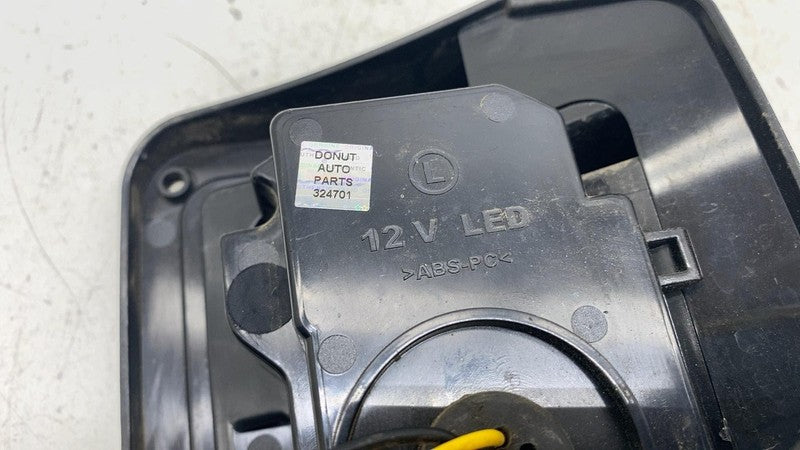 DONUT
AUTO
PARTS
324701
L
12 V LED
>ABS-PC<